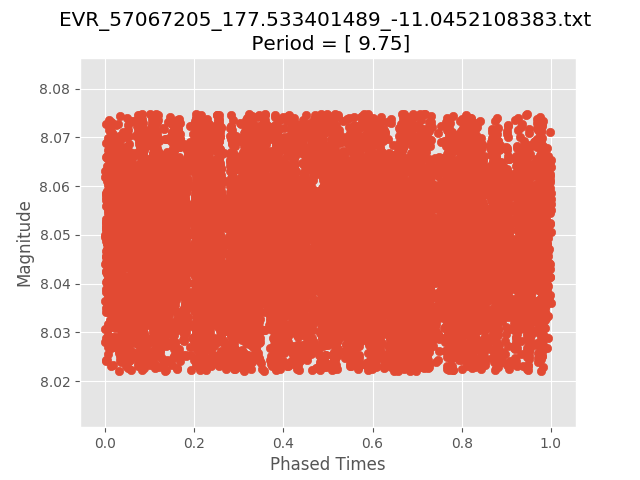 EVR_57067205_177.533401489_-11.0452108383.txt
Period = [ 9.75]
8.08
8.07
8.06
8.05
8.04
8.03
8.02
Magnitude
0.0 0.2 0.4 0.6 0.8 1.0
Phased Times